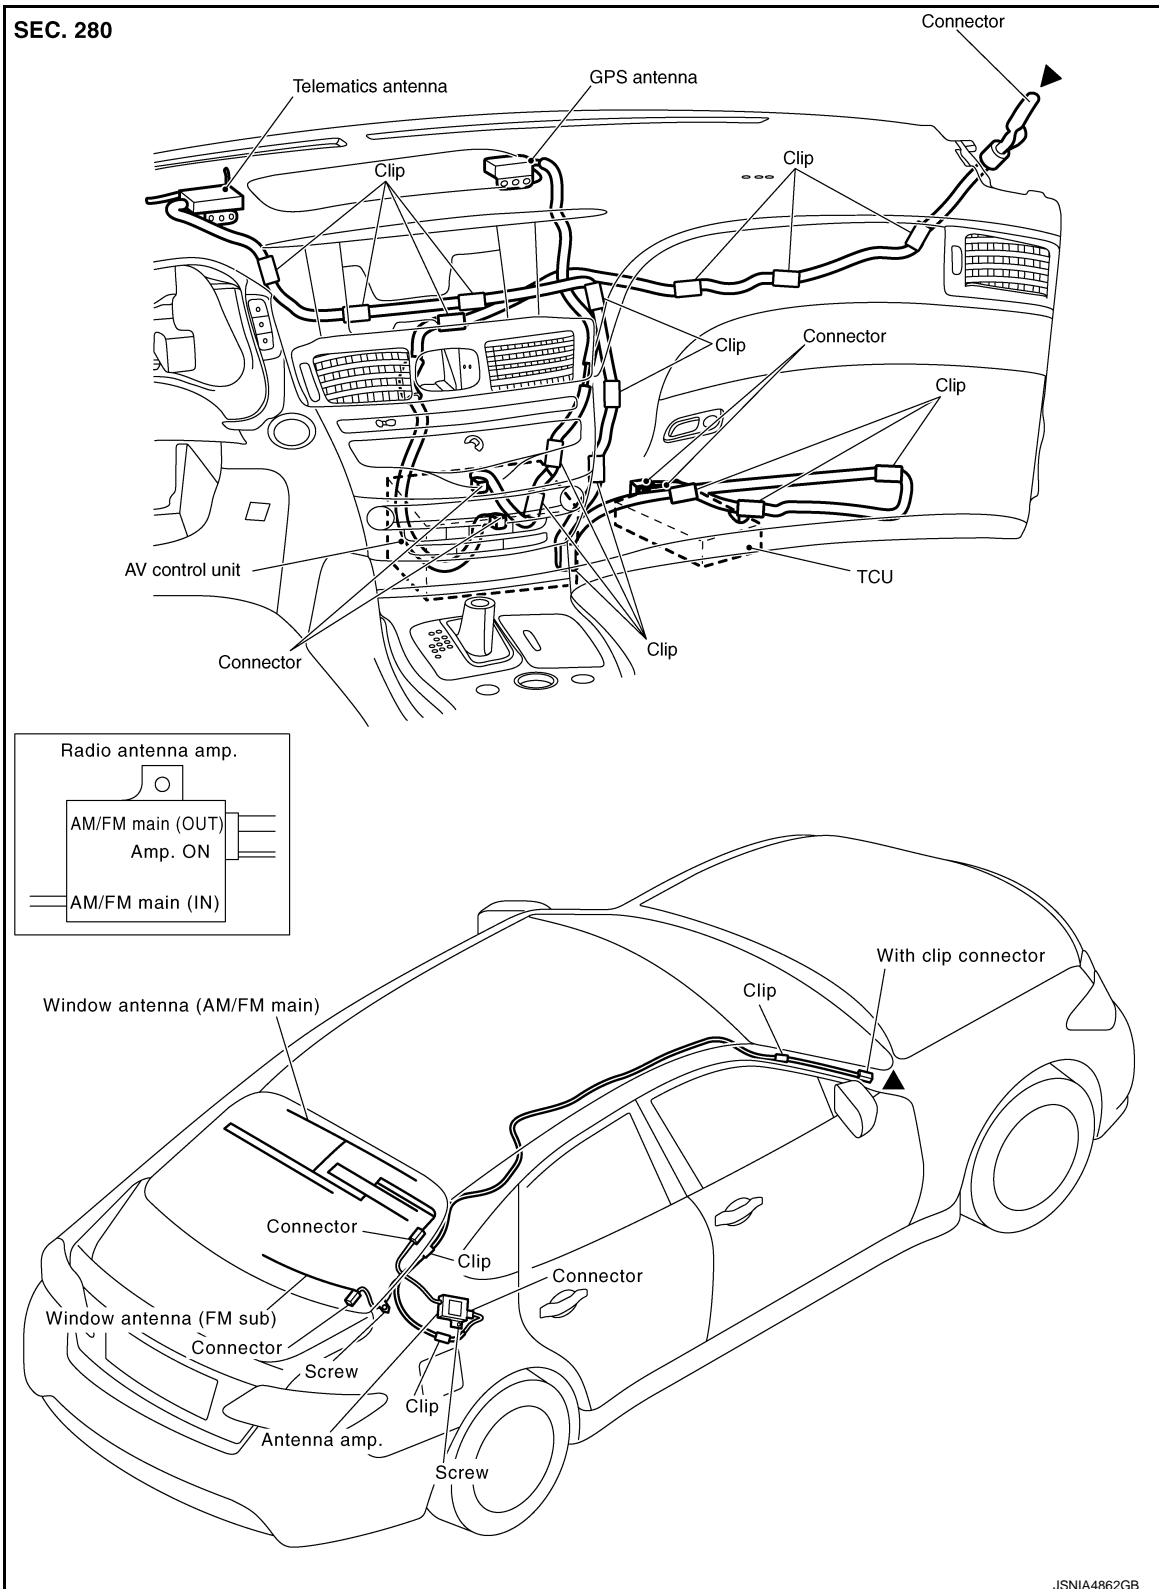 SEC. 280
Connector
Telematics antenna
GPS antenna
Clip
Clip
Clip
Connector
Clip
AV control unit
TCU
Connector
Clip
Radio antenna amp.
AM/FM main (OUT)
Amp. ON
AM/FM main (IN)
With clip connector
Clip
Window antenna (AM/FM main)
Connector
Clip
Connector
Window antenna (FM sub)
Connector
Screw
Clip
Antenna amp.
Screw
JSNIA4862GB